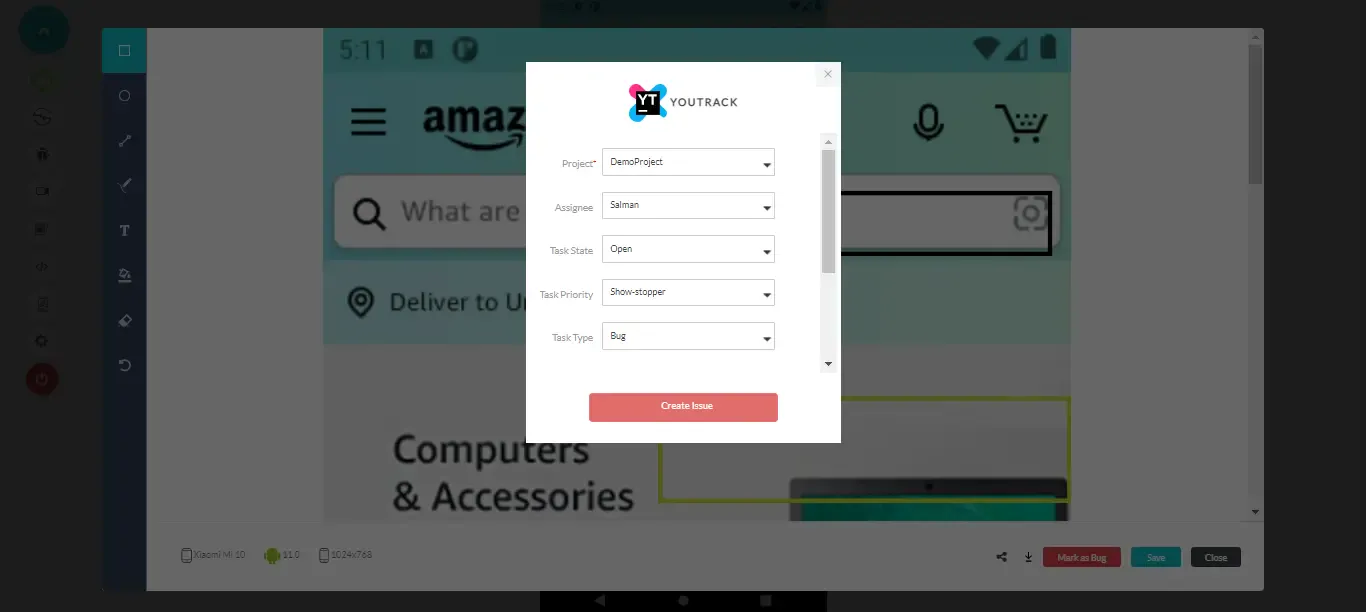 5:11
A
amaz
What are
Deliver to U
Computers
& Accessories
YT
YOUTRACK
Project*
DemoProject
Assignee
Salman
Task State
Open
Task Priority
Show-stopper
Task Type
Bug
Create Issue
T
Xiaomi Mi 10
11.0
1024x768
Mark as Bug
Save
Close